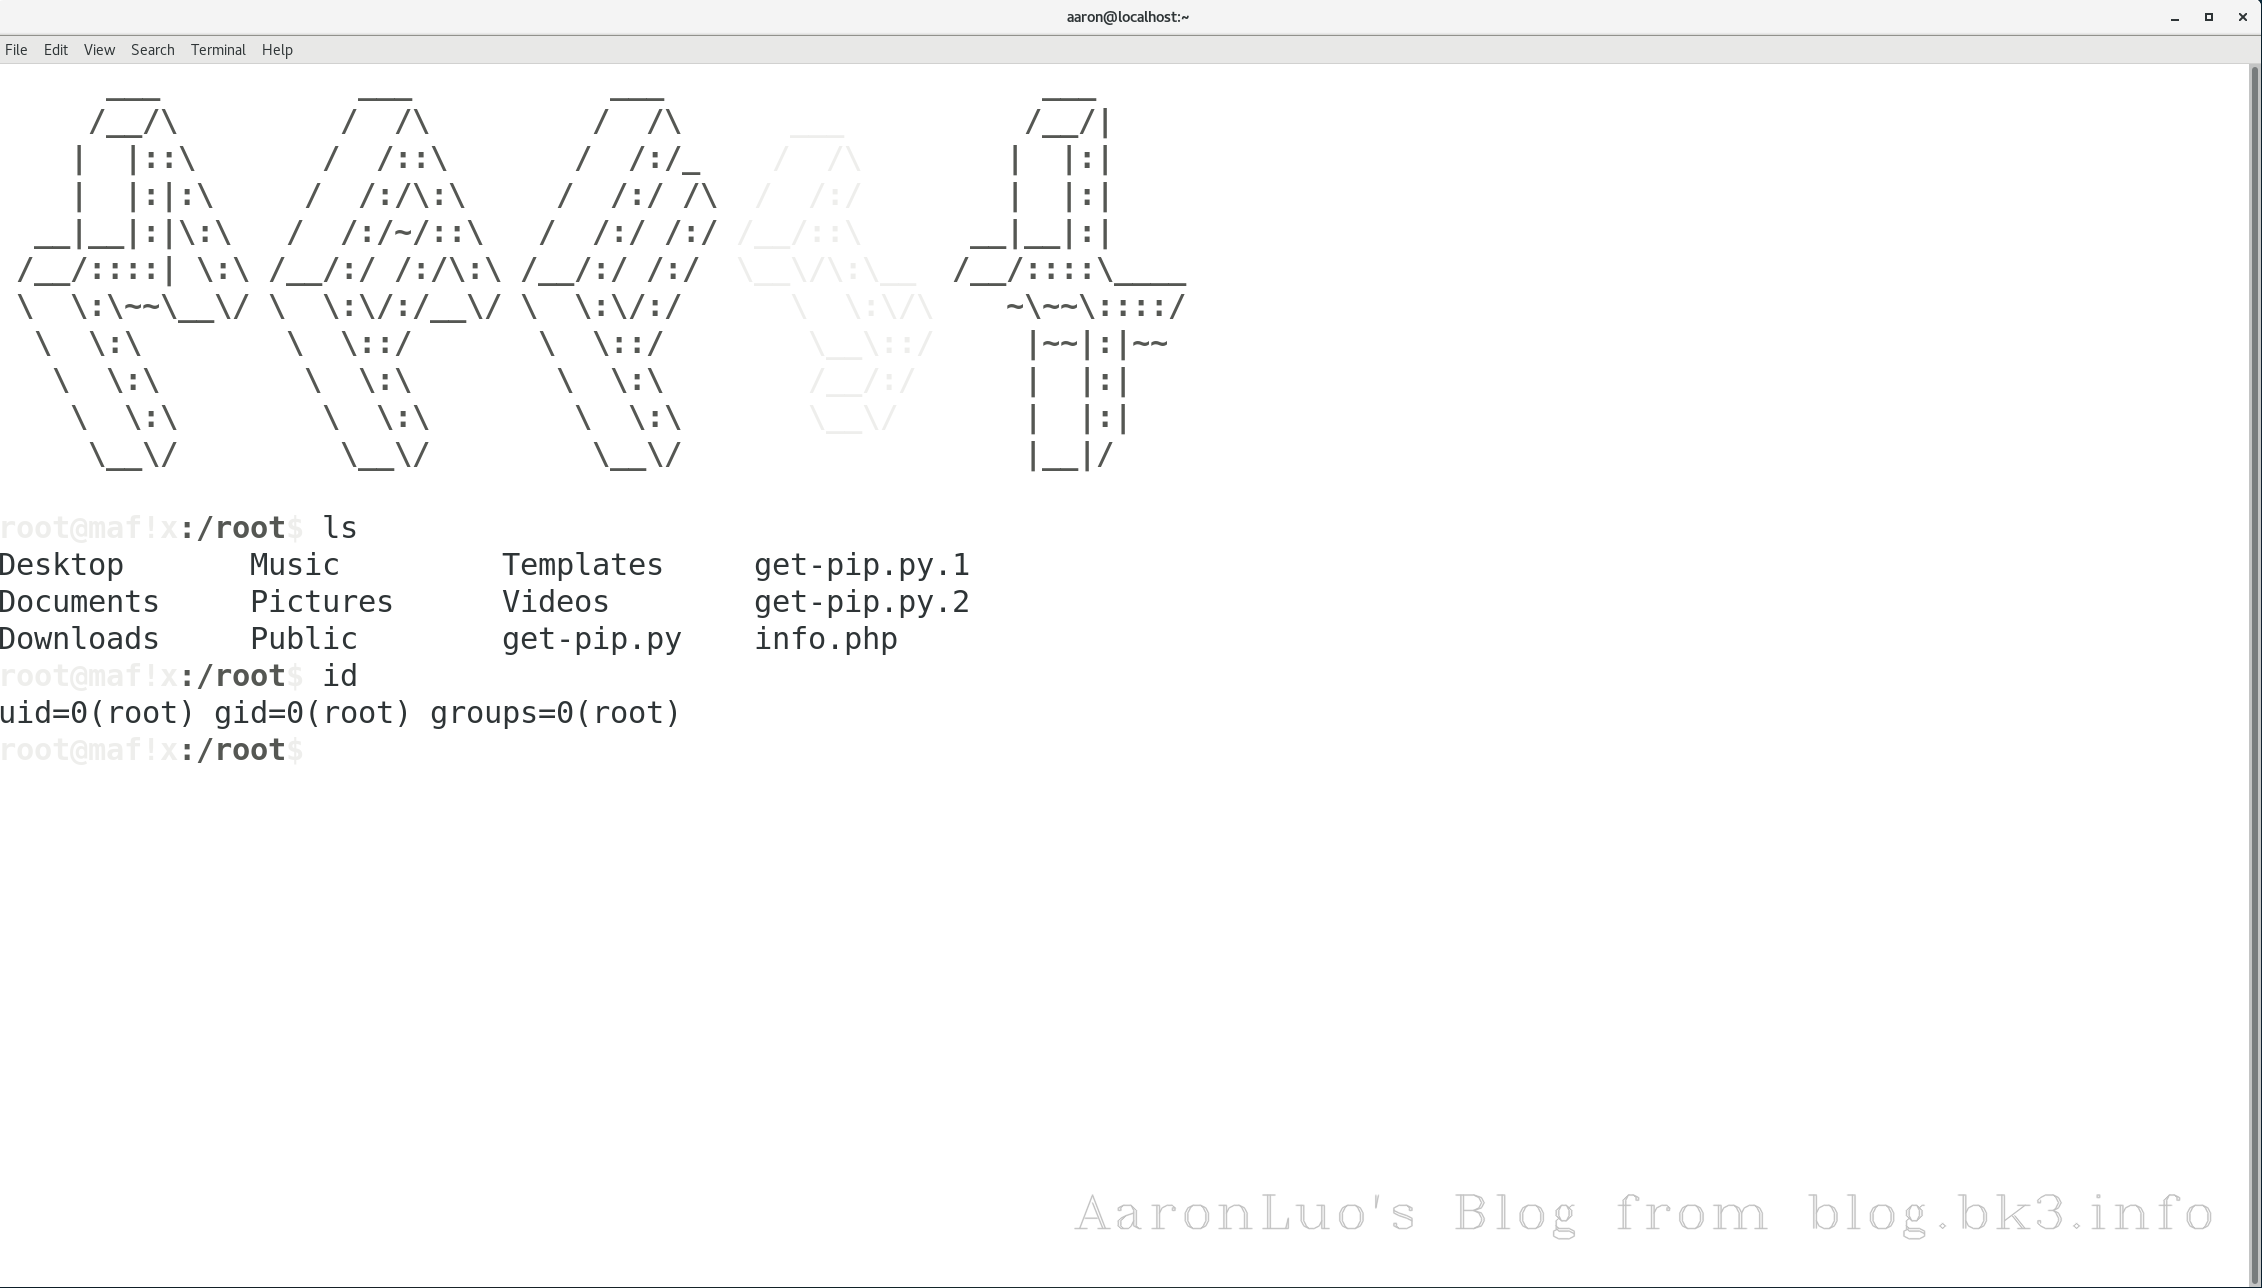 aaron@localhost:~
File Edit View Search Terminal Help
root@maf!x:/root$ ls
Desktop Music Templates get-pip.py.1
Documents Pictures Videos get-pip.py.2
Downloads Public get-pip.py info.php
root@maf!x:/root$ id
uid=0(root) gid=0(root) groups=0(root)
root@maf!x:/root$
AaronLuo's Blog from blog.bk3.info